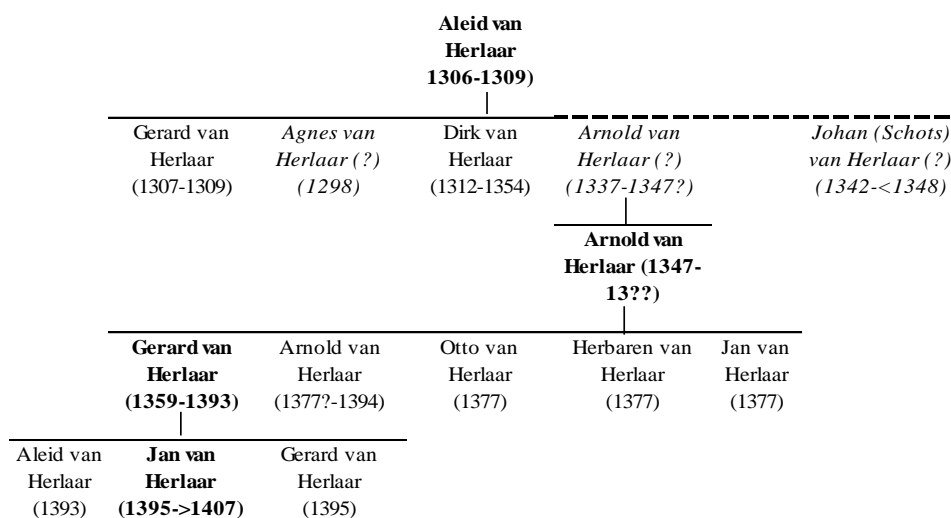 Aleid van
Herlaar
1306-1309)
Gerard van
Herlaar
(1307-1309)
Agnes van
Herlaar (?)
(1298)
Dirk van
Herlaar
(1312-1354)
Arnold van
Herlaar (?)
(1337-1347?)
Johan (Schots)
van Herlaar (?)
(1342-<1348)
Arnold van
Herlaar (1347-
13??)
Gerard van
Herlaar
(1359-1393)
Arnold van
Herlaar
(1377?-1394)
Otto van
Herlaar
(1377)
Herbaren van
Herlaar
(1377)
Jan van
Herlaar
(1377)
Aleid van
Herlaar
(1393)
Jan van
Herlaar
(1395->1407)
Gerard van
Herlaar
(1395)